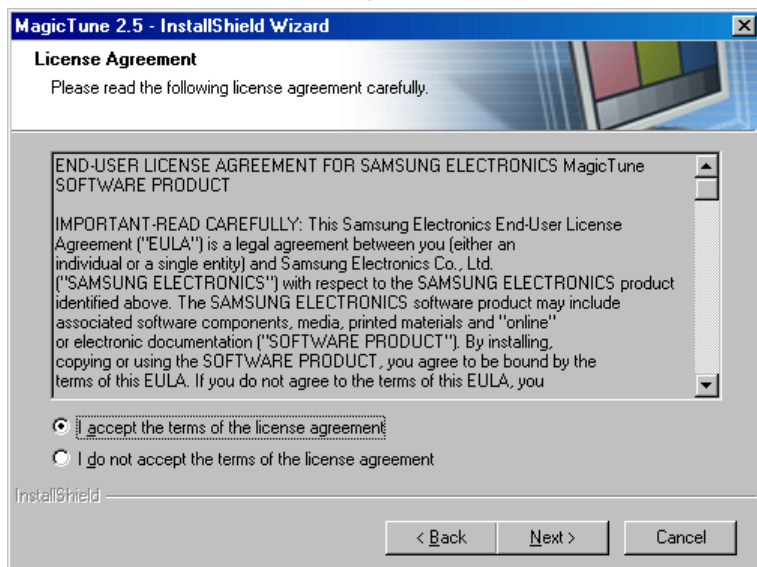 MagicTune 2.5 - InstallShield Wizard
License Agreement
Please read the following license agreement carefully.
END-USER LICENSE AGREEMENT FOR SAMSUNG ELECTRONICS MagicTune
SOFTWARE PRODUCT
IMPORTANT-READ CAREFULLY: This Samsung Electronics End-User License
Agreement ("EULA") is a legal agreement between you (either an
individual or a single entity) and Samsung Electronics Co., Ltd.
("SAMSUNG ELECTRONICS") with respect to the SAMSUNG ELECTRONICS product
identified above. The SAMSUNG ELECTRONICS software product may include
associated software components, media, printed materials and "online"
or electronic documentation ("SOFTWARE PRODUCT"). By installing,
copying or using the SOFTWARE PRODUCT, you agree to be bound by the
terms of this EULA. If you do not agree to the terms of this EULA, you
I accept the terms of the license agreement
I do not accept the terms of the license agreement
InstallShield
< Back Next > Cancel